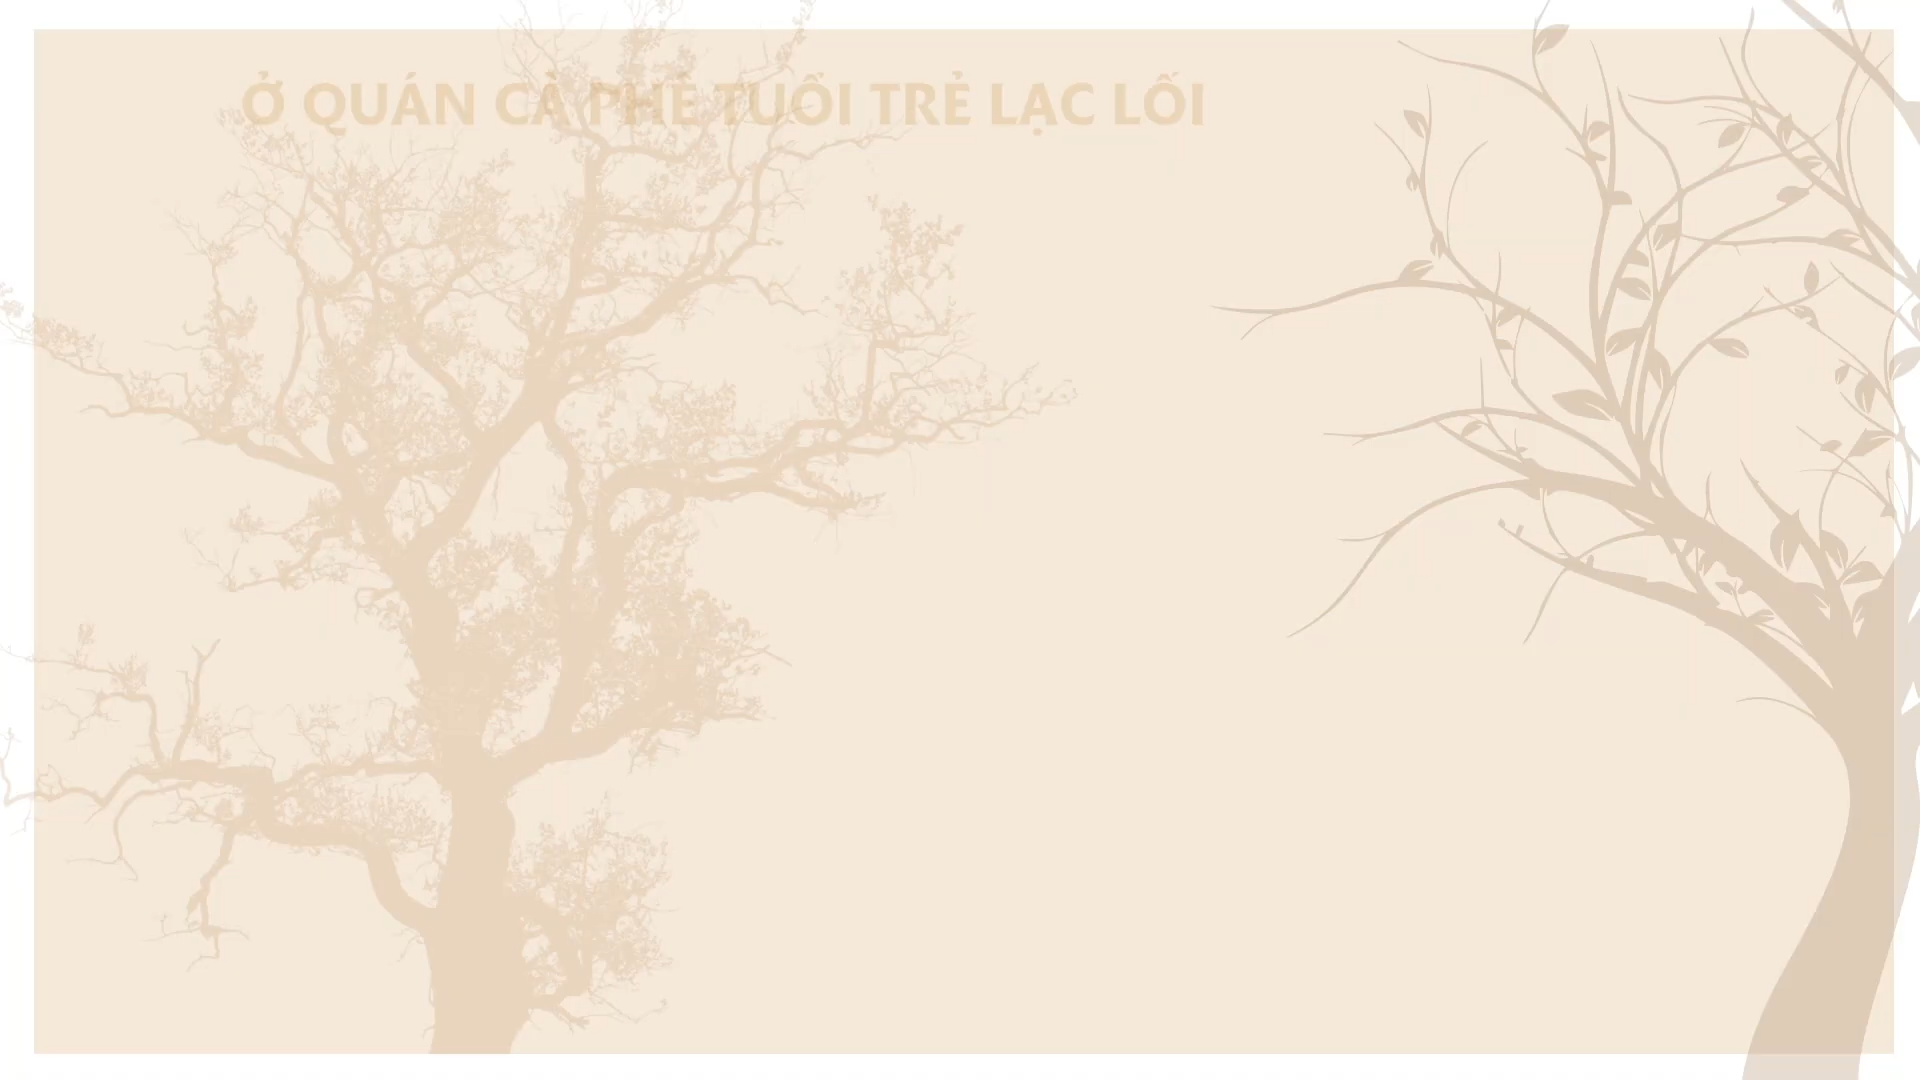 Ở QUÁN CÀ PHÊ TUỔI TRẺ LẠC LỐI